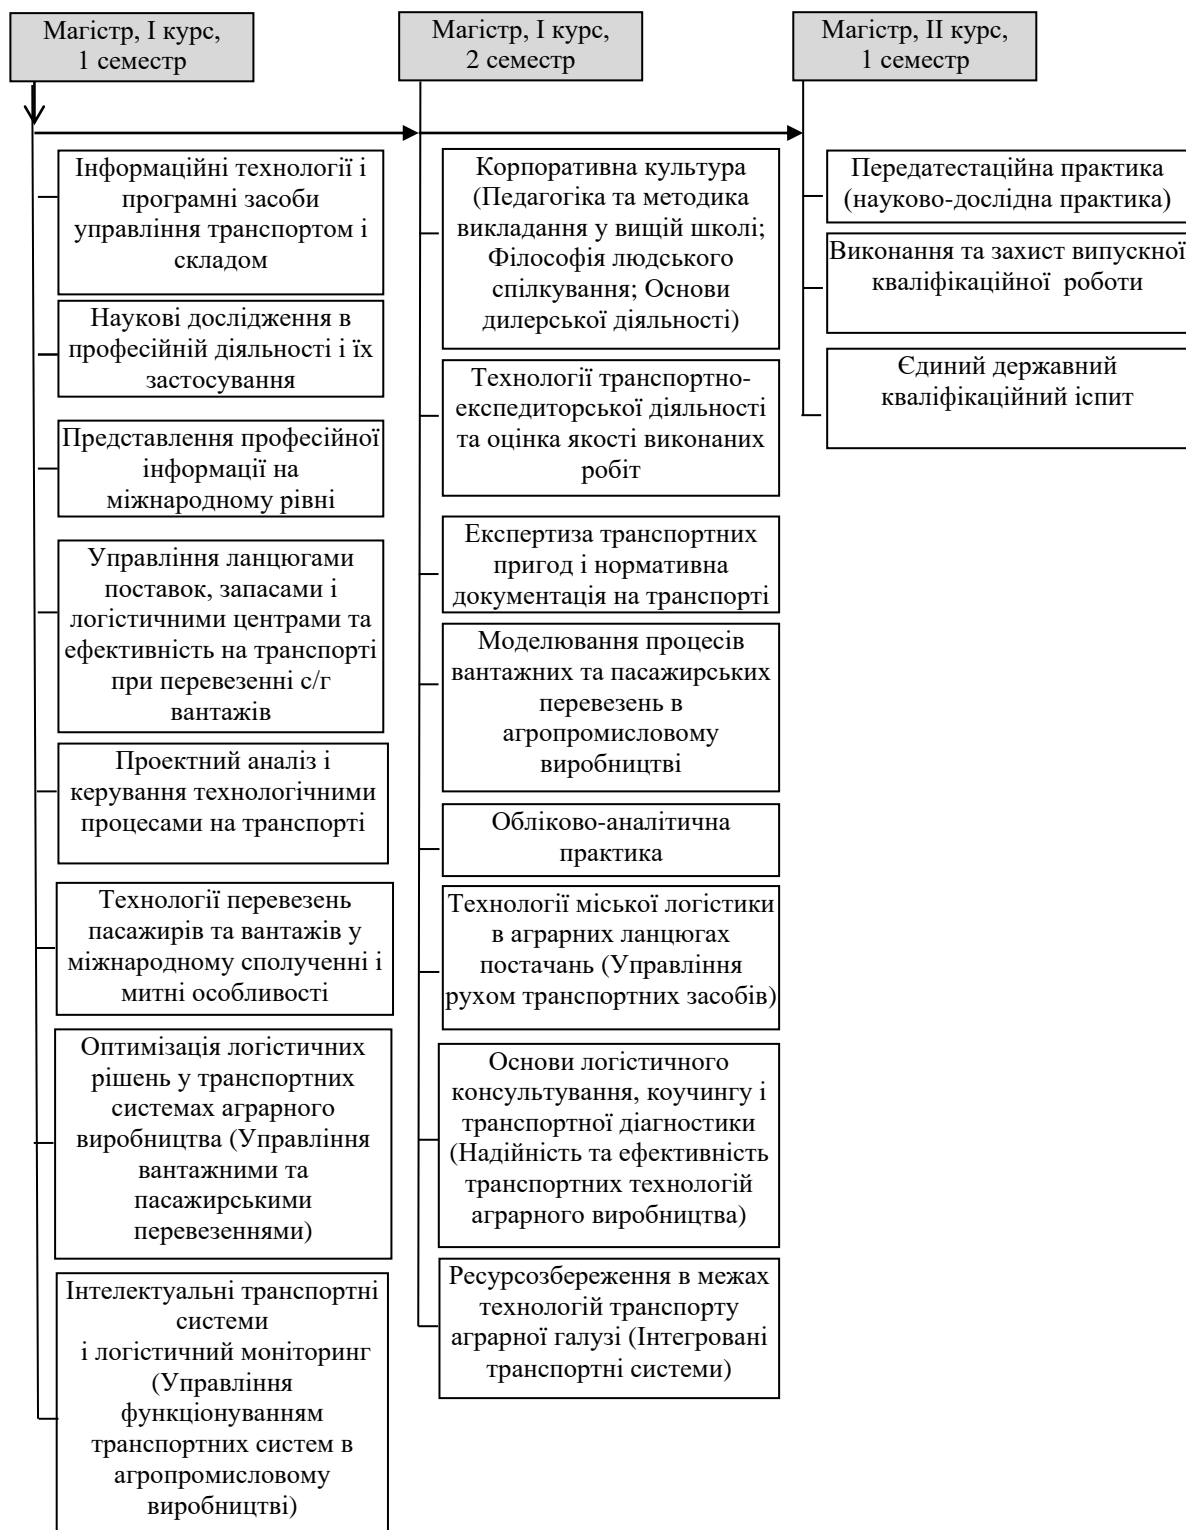 Магістр, І курс,
1 семестр
Магістр, І курс,
2 семестр
Магістр, ІІ курс,
1 семестр
Інформаційні технології і
програмні засоби
управління транспортом і
складом
Наукові дослідження в
професійній діяльності і їх
застосування
Представлення професійної
інформації на
міжнародному рівні
Управління ланцюгами
поставок, запасами і
логістичними центрами та
ефективність на транспорті
при перевезенні с/г
вантажів
Проектний аналіз і
керування технологічними
процесами на транспорті
Технології перевезень
пасажирів та вантажів у
міжнародному сполученні і
митні особливості
Оптимізація логістичних
рішень у транспортних
системах аграрного
виробництва (Управління
вантажними та
пасажирськими
перевезеннями)
Інтелектуальні транспортні
системи
і логістичний моніторинг
(Управління
функціонуванням
транспортних систем в
агропромисловому
виробництві)
Корпоративна культура
(Педагогіка та методика
викладання у вищій школі;
Філософія людського
спілкування; Основи
дилерської діяльності)
Технології транспортно-
експедиторської діяльності
та оцінка якості виконаних
робіт
Експертиза транспортних
пригод і нормативна
документація на транспорті
Моделювання процесів
вантажних та пасажирських
перевезень в
агропромисловому
виробництві
Обліково-аналітична
практика
Технології міської логістики
в аграрних ланцюгах
постачань (Управління
рухом транспортних засобів)
Основи логістичного
консультування, коучингу і
транспортної діагностики
(Надійність та ефективність
транспортних технологій
аграрного виробництва)
Ресурсозбереження в межах
технологій транспорту
аграрної галузі (Інтегровані
транспортні системи)
Передатестаційна практика
(науково-дослідна практика)
Виконання та захист випускної
кваліфікаційної роботи
Єдиний державний
кваліфікаційний іспит